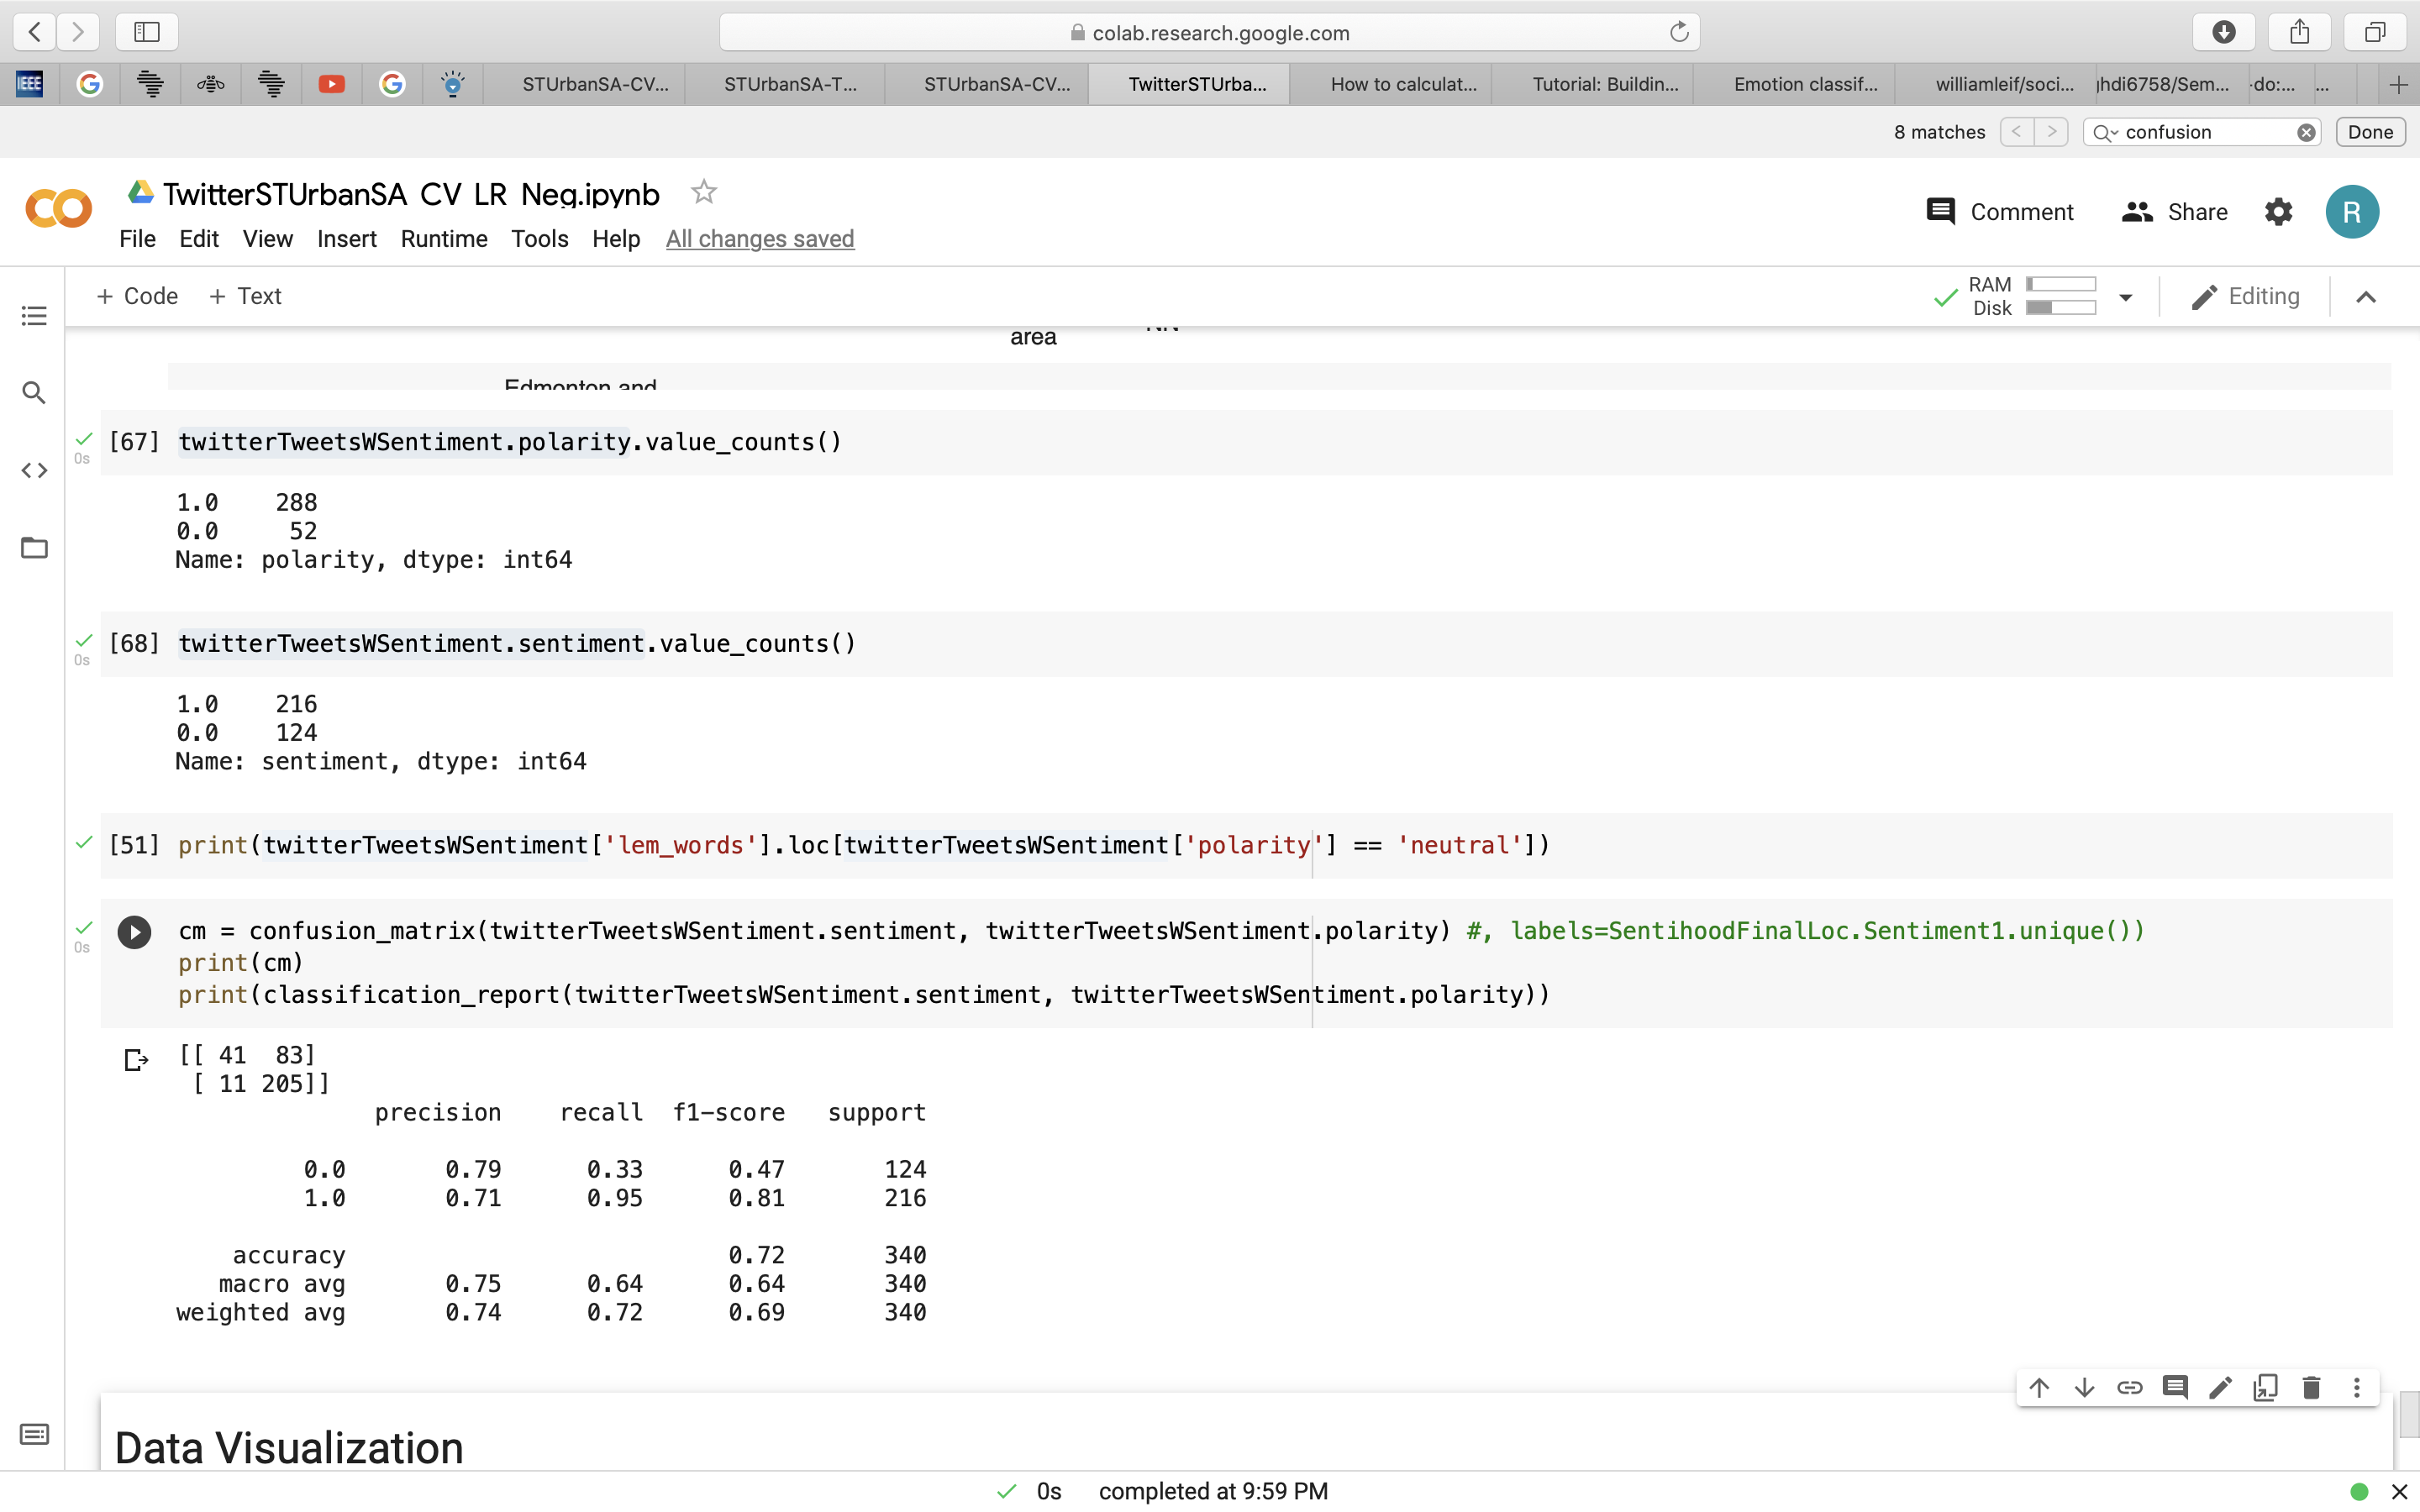 colab.research.google.com
IEEE
STUrbanSA-CV...
STUrbanSA-T...
STUrbanSA-CV...
TwitterSTUrba...
How to calculat...
Tutorial: Buildin...
Emotion classif...
williamleif/soci...
hdi6758/Sem...
-do:...
...
8 matches
confusion
Done
TwitterSTUrbanSA_CV_LR_Neg.ipynb
Comment
Share
R
File Edit View Insert Runtime Tools Help All changes saved
+ Code + Text
RAM
Disk
Editing
area
NN
Edmonton and
[67] twitterTweetsWSentiment.polarity.value_counts()
0s
1.0 288
0.0 52
Name: polarity, dtype: int64
[68] twitterTweetsWSentiment.sentiment.value_counts()
0s
1.0 216
0.0 124
Name: sentiment, dtype: int64
[51] print(twitterTweetsWSentiment['lem_words'].loc[twitterTweetsWSentiment['polarity'] == 'neutral'])
cm = confusion_matrix(twitterTweetsWSentiment.sentiment, twitterTweetsWSentiment.polarity) #, labels=SentihoodFinalLoc.Sentiment1.unique())
0s
print(cm)
print(classification_report(twitterTweetsWSentiment.sentiment, twitterTweetsWSentiment.polarity))
[[ 41 83]
[ 11 205]]
precision recall f1-score support
0.0 0.79 0.33 0.47 124
1.0 0.71 0.95 0.81 216
accuracy 0.72 340
macro avg 0.75 0.64 0.64 340
weighted avg 0.74 0.72 0.69 340
Data Visualization
0s completed at 9:59 PM